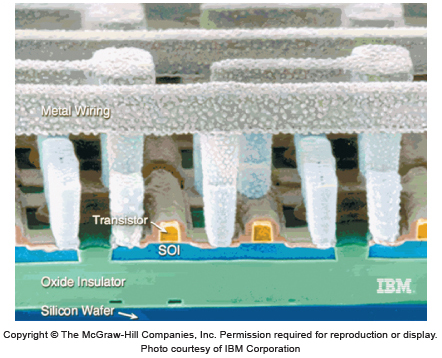 Metal Wiring
Transistor
SOI
Oxide Insulator
IBM
Silicon Wafer
Copyright © The McGraw-Hill Companies, Inc. Permission required for reproduction or display.
Photo courtesy of IBM Corporation